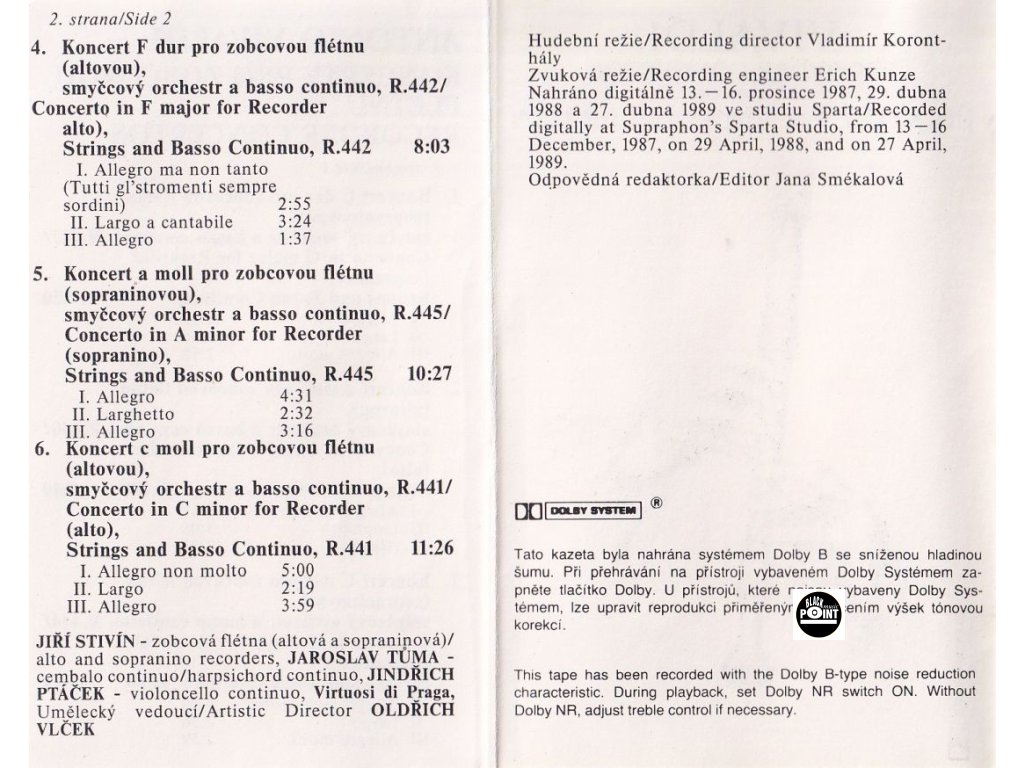 2. strana/Side 2
4. Koncert F dur pro zobcovou flétnu
(altovou),
smyčcový orchestr a basso continuo, R.442/
Concerto in F major for Recorder
alto),
Strings and Basso Continuo, R.442 8:03
I. Allegro ma non tanto
(Tutti gl'stromenti sempre
sordini) 2:55
II. Largo a cantabile 3:24
III. Allegro 1:37
5. Koncert a moll pro zobcovou flétnu
(sopraninovou),
smyčcový orchestr a basso continuo, R.445/
Concerto in A minor for Recorder
(sopranino),
Strings and Basso Continuo, R.445 10:27
I. Allegro 4:31
II. Larghetto 2:32
III. Allegro 3:16
6. Koncert c moll pro zobcovou flétnu
(altovou),
smyčcový orchestr a basso continuo, R.441/
Concerto in C minor for Recorder
(alto),
Strings and Basso Continuo, R.441 11:26
I. Allegro non molto 5:00
II. Largo 2:19
III. Allegro 3:59
JIŘÍ STIVÍN - zobcová flétna (altová a sopraninová)/
alto and sopranino recorders, JAROSLAV TŮMA -
cembalo continuo/harpsichord continuo, JINDŘICH
PTÁČEK - violoncello continuo, Virtuosi di Praga,
Umělecký vedoucí/Artistic Director OLDŘICH
VLČEK
Hudební režie/Recording director Vladimír Koront-
hály
Zvuková režie/Recording engineer Erich Kunze
Nahráno digitálně 13.—16. prosince 1987, 29. dubna
1988 a 27. dubna 1989 ve studiu Sparta/Recorded
digitally at Supraphon's Sparta Studio, from 13—16
December, 1987, on 29 April, 1988, and on 27 April,
1989.
Odpovědná redaktorka/Editor Jana Smékalová
DOLBY SYSTEM ®
Tato kazeta byla nahrána systémem Dolby B se sníženou hladinou
šumu. Při přehrávání na přístroji vybaveném Dolby Systémem za-
pněte tlačítko Dolby. U přístrojů, které vybaveny Dolby Sys-
témem, lze upravit reprodukci přiměřeným výšek tónovou
korekcí.
BLACK
POINT
music
This tape has been recorded with the Dolby B-type noise reduction
characteristic. During playback, set Dolby NR switch ON. Without
Dolby NR, adjust treble control if necessary.